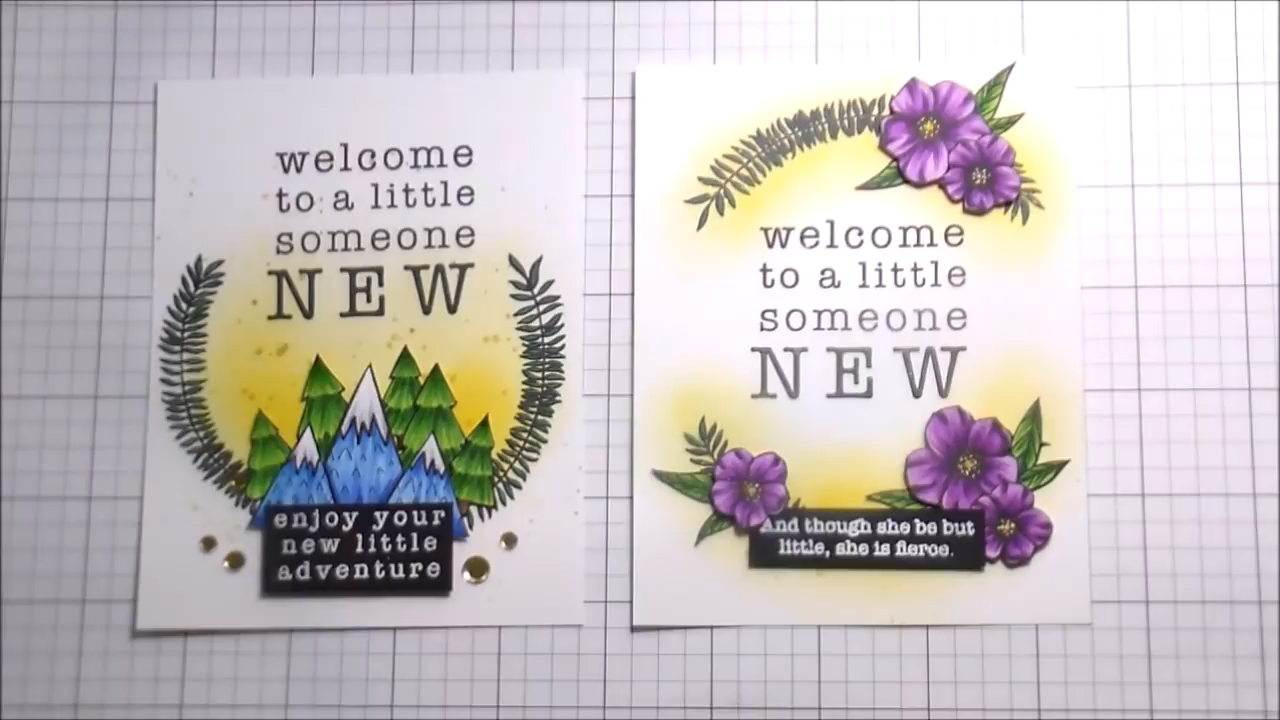 welcome
to a little
someone
NEW
enjoy your
new little
adventure
welcome
to a little
someone
NEW
And though she be but
little, she is fierce.